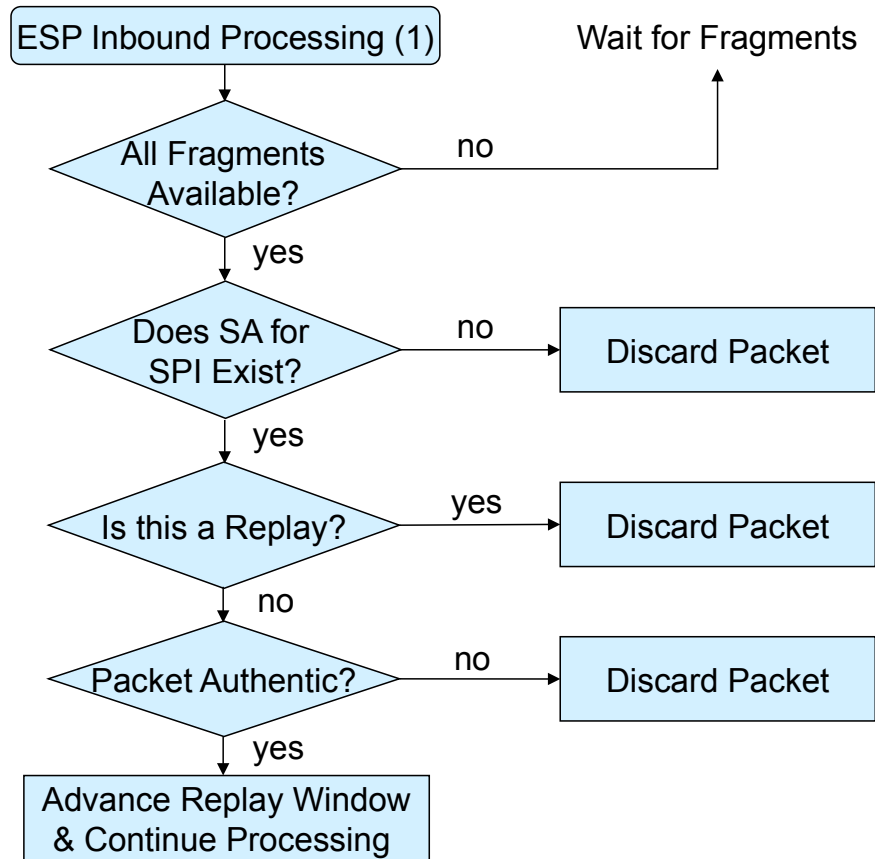 ESP Inbound Processing (1)
Wait for Fragments
All Fragments
Available?
no
yes
Does SA for
SPI Exist?
no
Discard Packet
yes
Is this a Replay?
yes
Discard Packet
no
Packet Authentic?
no
Discard Packet
yes
Advance Replay Window
& Continue Processing